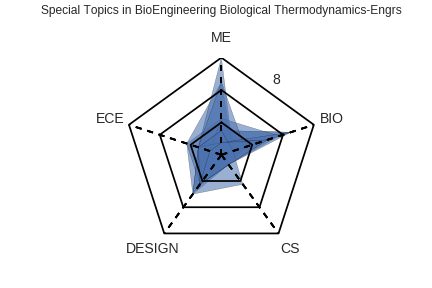 Special Topics in BioEngineering Biological Thermodynamics-Engrs
ME
8
ECE
BIO
DESIGN
CS